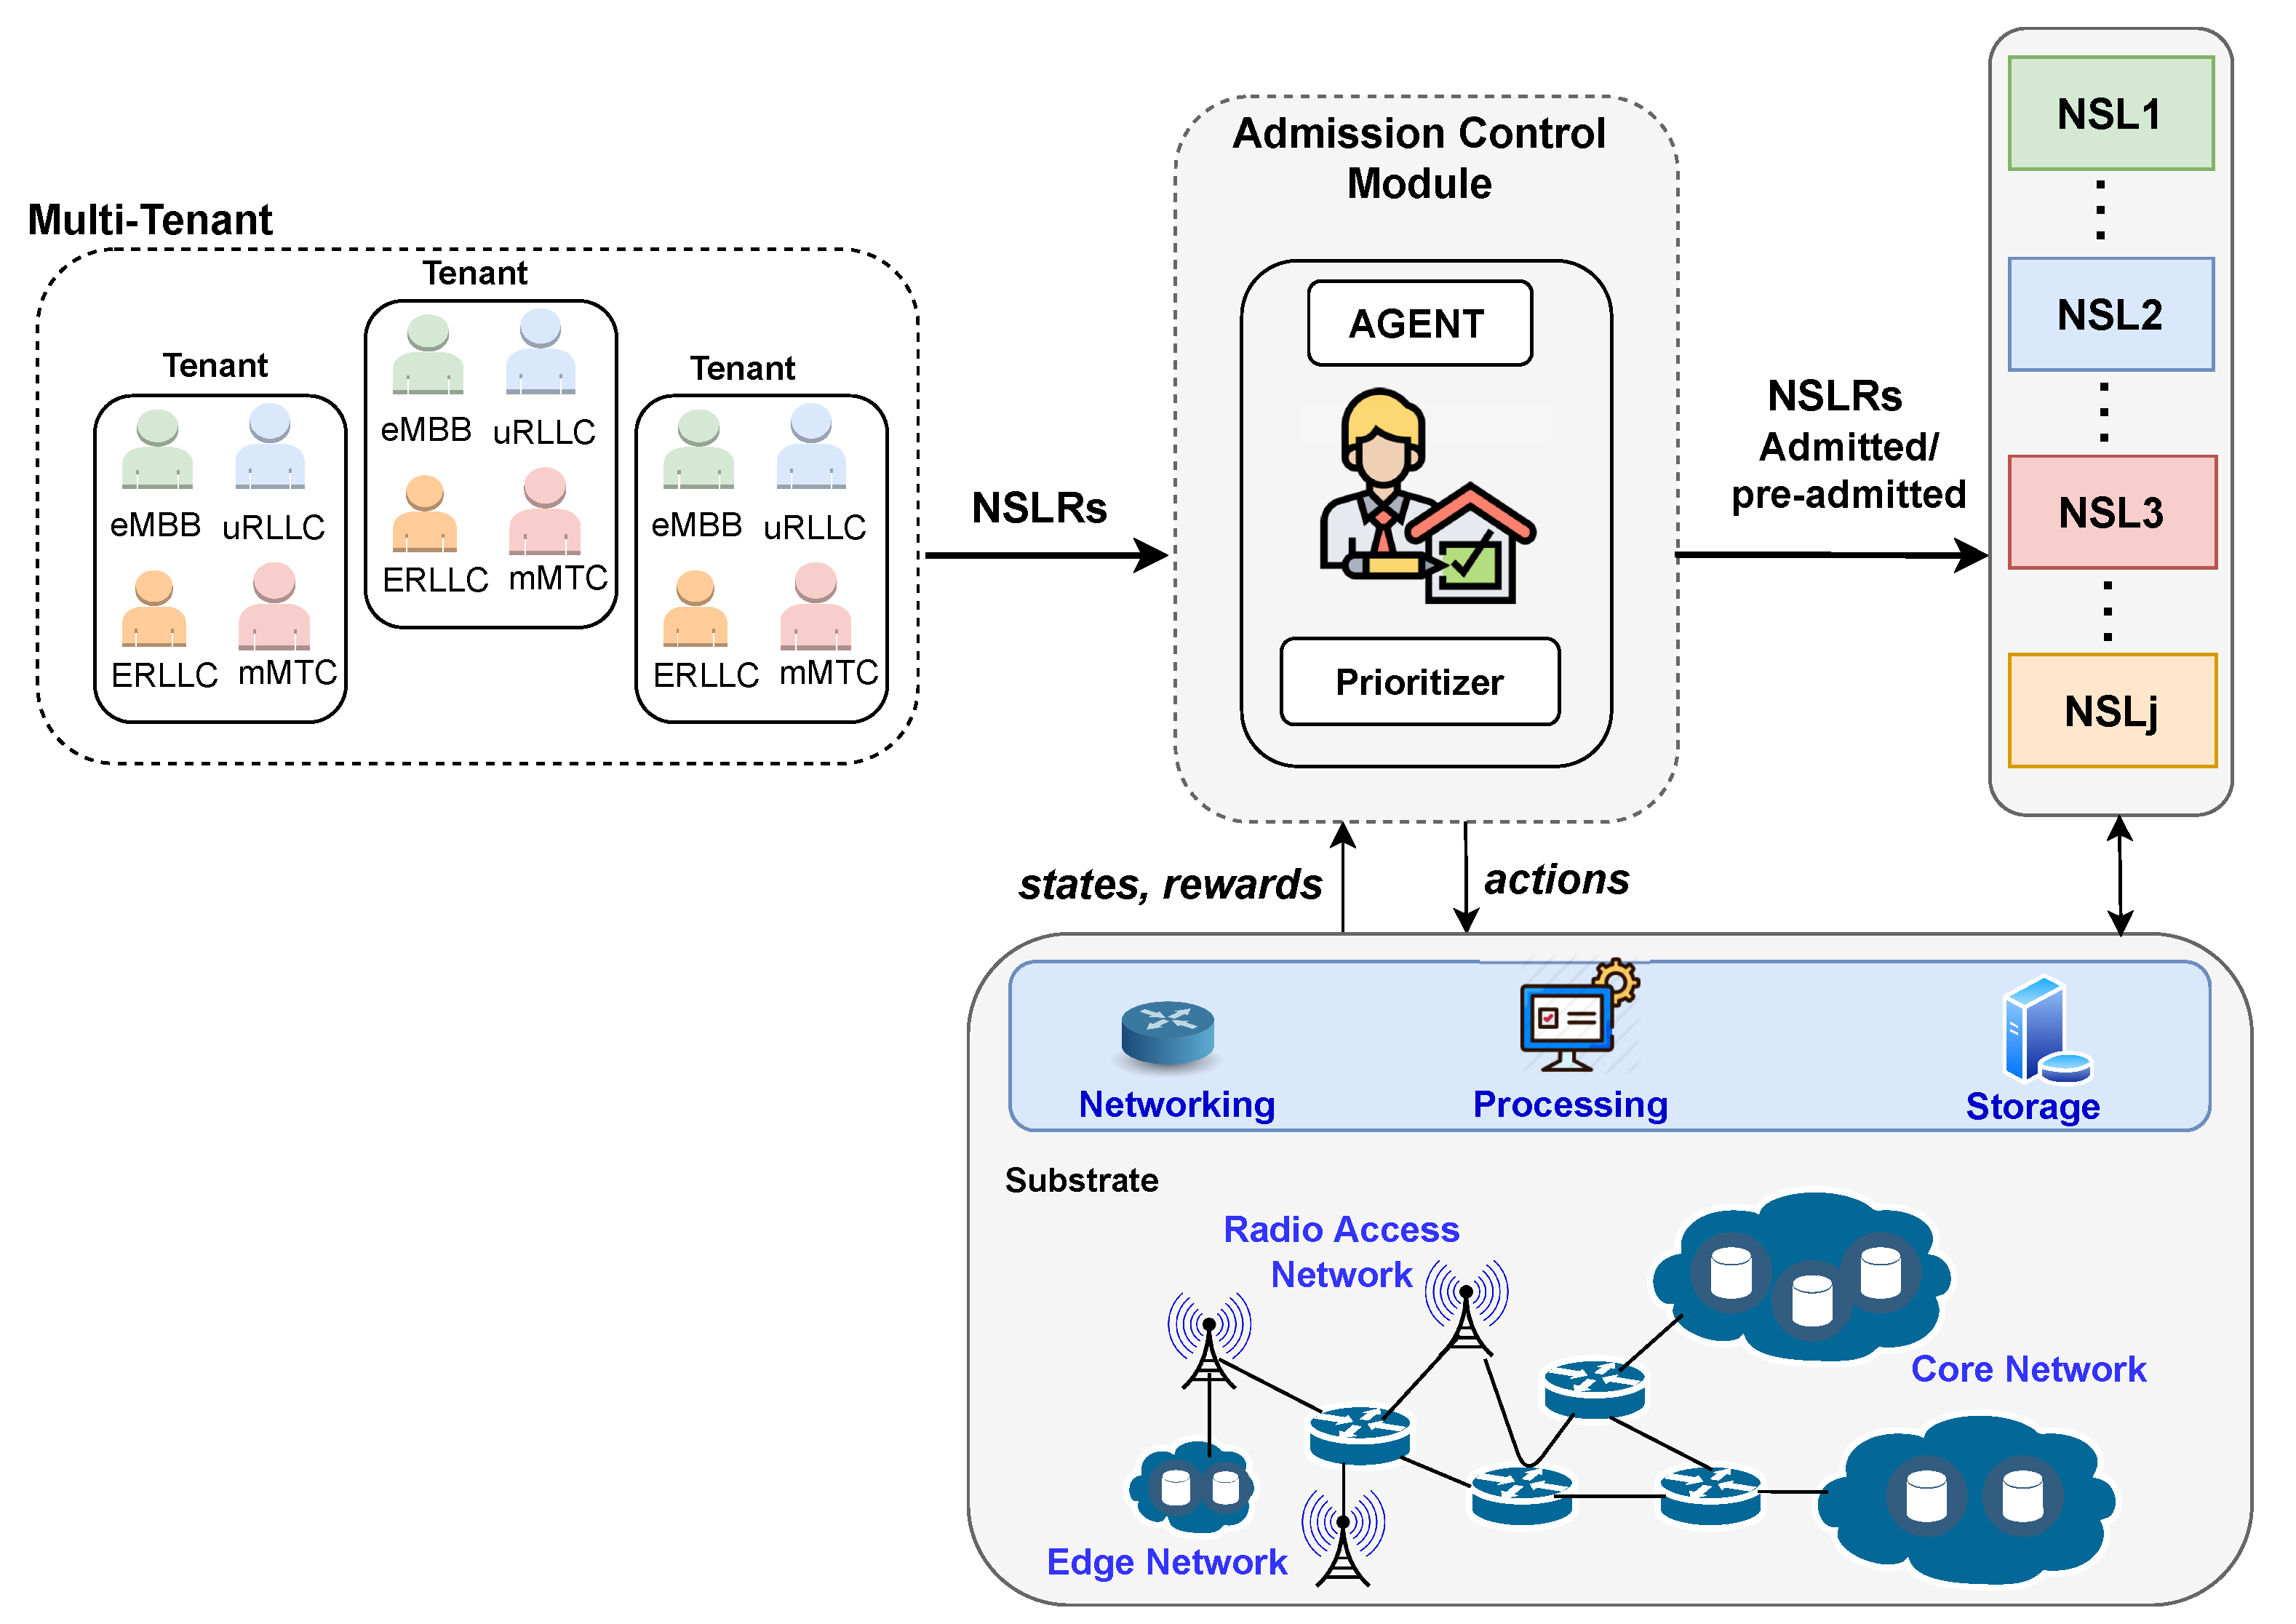 Multi-Tenant
Tenant
eMBB
uRLLC
ERLLC
mMTC
Tenant
eMBB
uRLLC
ERLLC
mMTC
Tenant
eMBB
uRLLC
ERLLC
mMTC
NSLRs
Admission Control
Module
AGENT
Prioritizer
NSLRs
Admitted/
pre-admitted
NSL1
NSL2
NSL3
NSLj
states, rewards
actions
Networking
Processing
Storage
Substrate
Radio Access
Network
Core Network
Edge Network